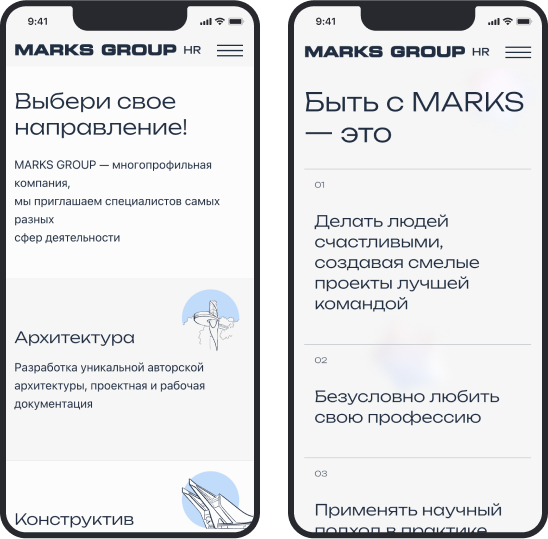 9:41
MARKS GROUP HR
Выбери свое
направление!
MARKS GROUP — многопрофильная
компания,
мы приглашаем специалистов самых
разных
сфер деятельности
Архитектура
Разработка уникальной авторской
архитектуры, проектная и рабочая
документация
Конструктив
9:41
MARKS GROUP HR
Быть с MARKS
— это
01
Делать людей
счастливыми,
создавая смелые
проекты лучшей
командой
02
Безусловно любить
свою профессию
03
Применять научный
подход в практике